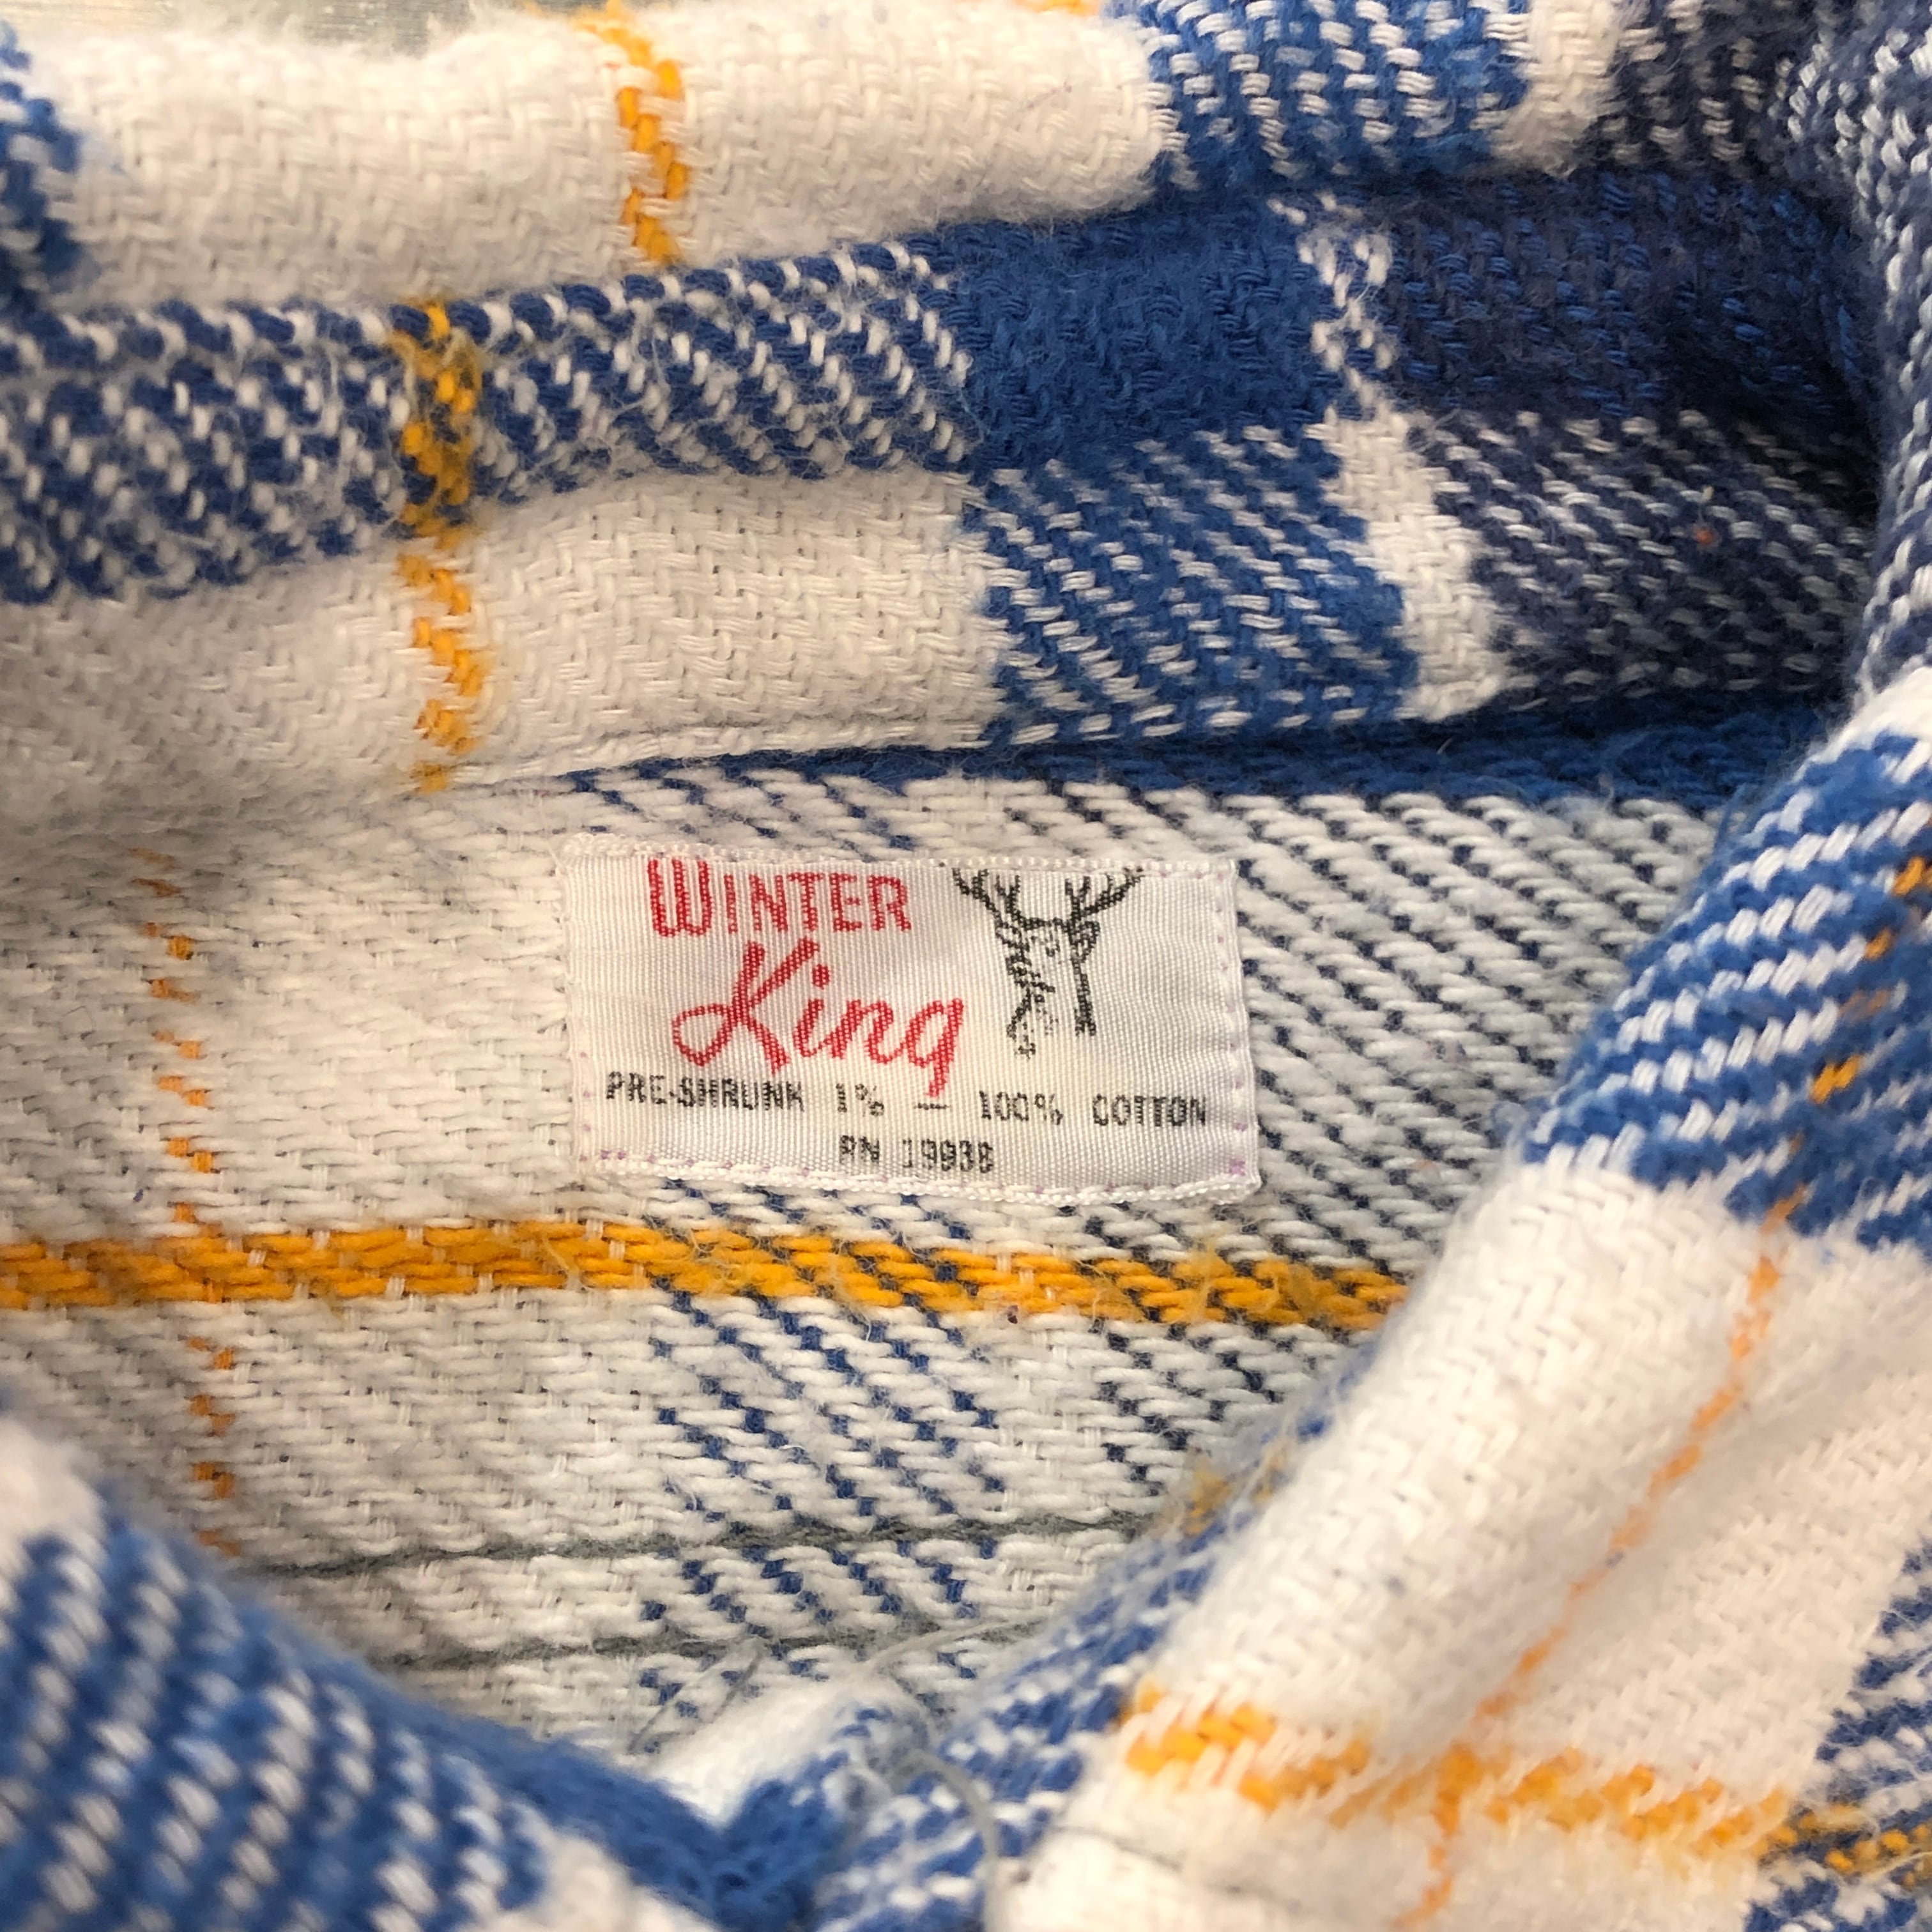 WINTER
King
PRE-SHRUNK 1% — 100% COTTON
RN 19938